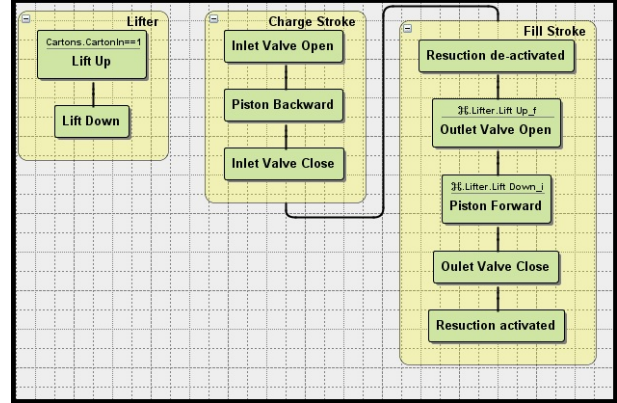 Lifter
Cartons.CartonIn==1
Lift Up
Lift Down
Charge Stroke
Inlet Valve Open
Piston Backward
Inlet Valve Close
Fill Stroke
Resuction de-activated
⌘.Lifter.Lift Up_f
Outlet Valve Open
⌘.Lifter.Lift Down_i
Piston Forward
Oulet Valve Close
Resuction activated